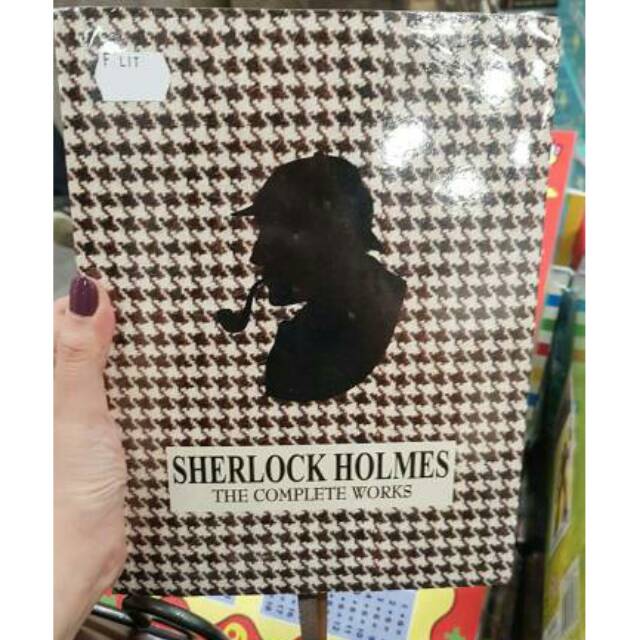 F LIT
SHERLOCK HOLMES
THE COMPLETE WORKS